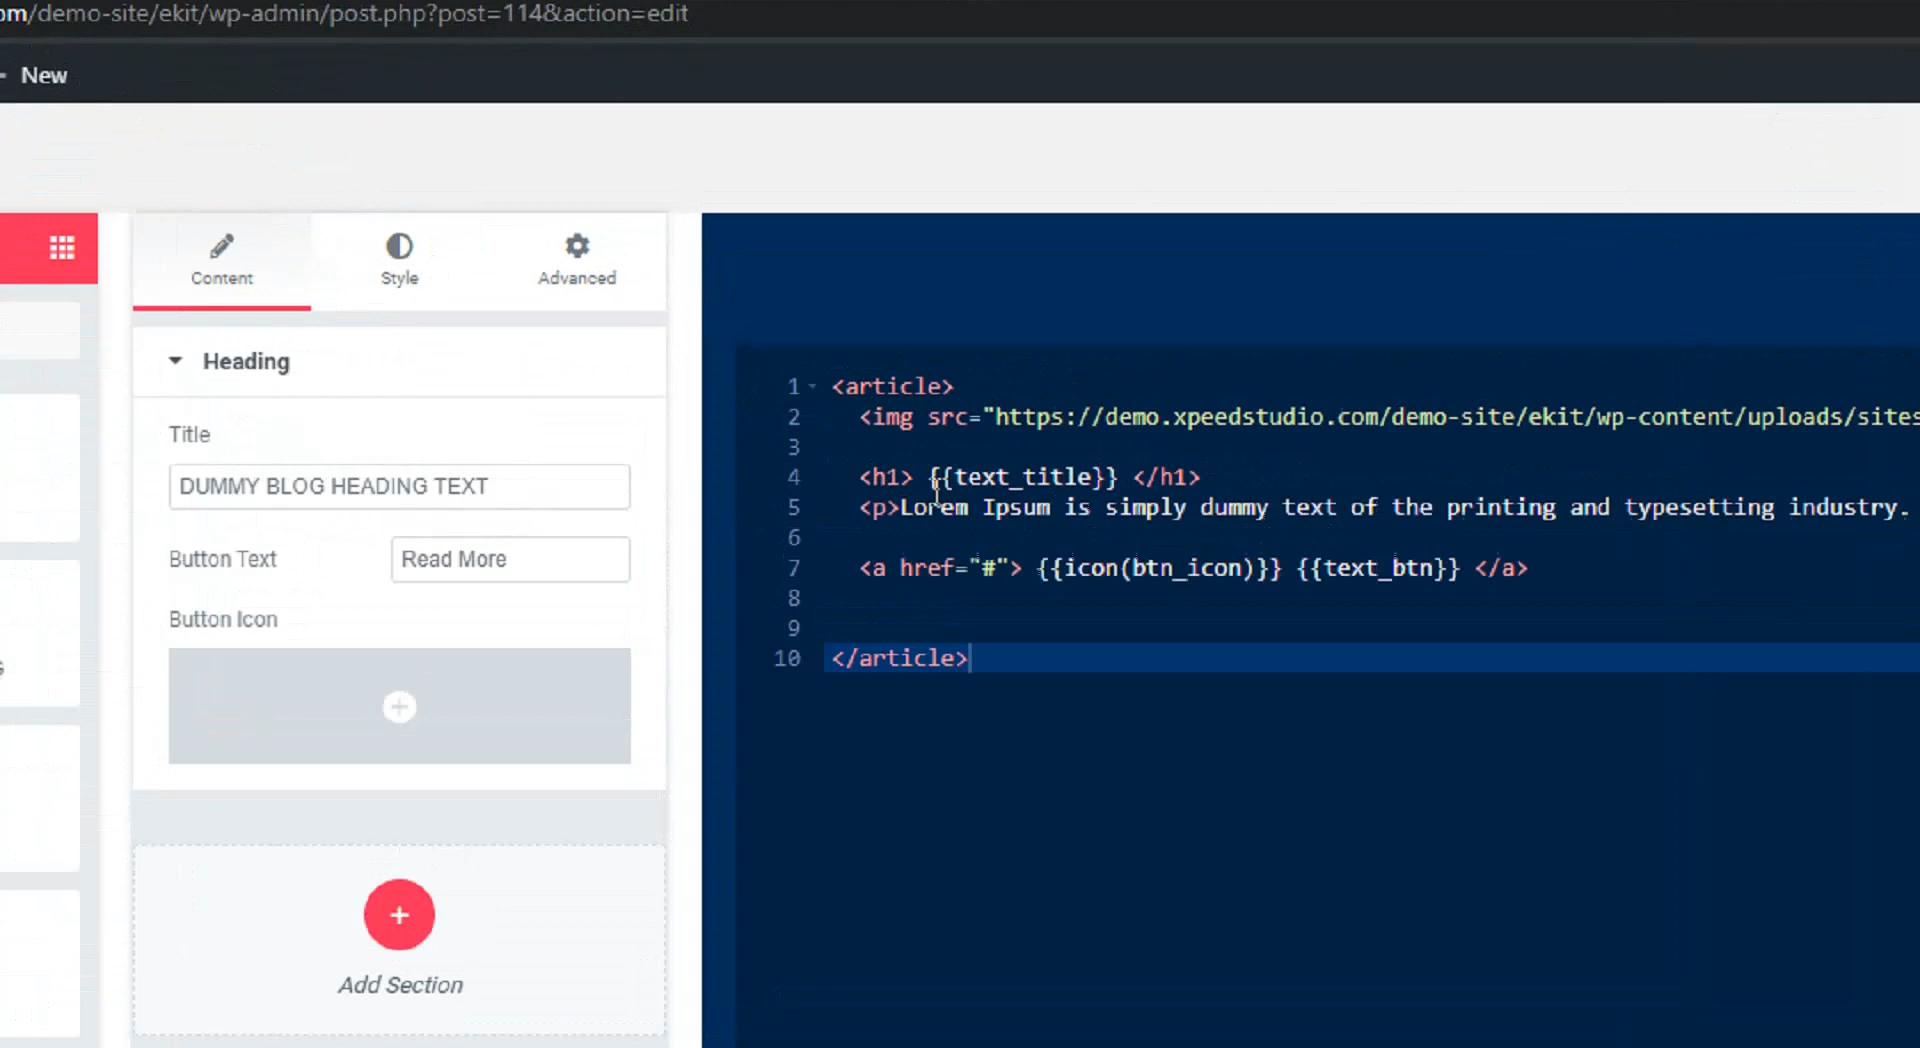 om/demo-site/ekit/wp-admin/post.php?post=114&action=edit
New
Content
Style
Advanced
Heading
Title
DUMMY BLOG HEADING TEXT
Button Text
Read More
Button Icon
Add Section
1 <article>
2 <img src="https://demo.xpeedstudio.com/demo-site/ekit/wp-content/uploads/sites
3
4 <h1> {{text_title}} </h1>
5 <p>Lorem Ipsum is simply dummy text of the printing and typesetting industry.
6
7 <a href="#"> {{icon(btn_icon)}} {{text_btn}} </a>
8
9
10 </article>